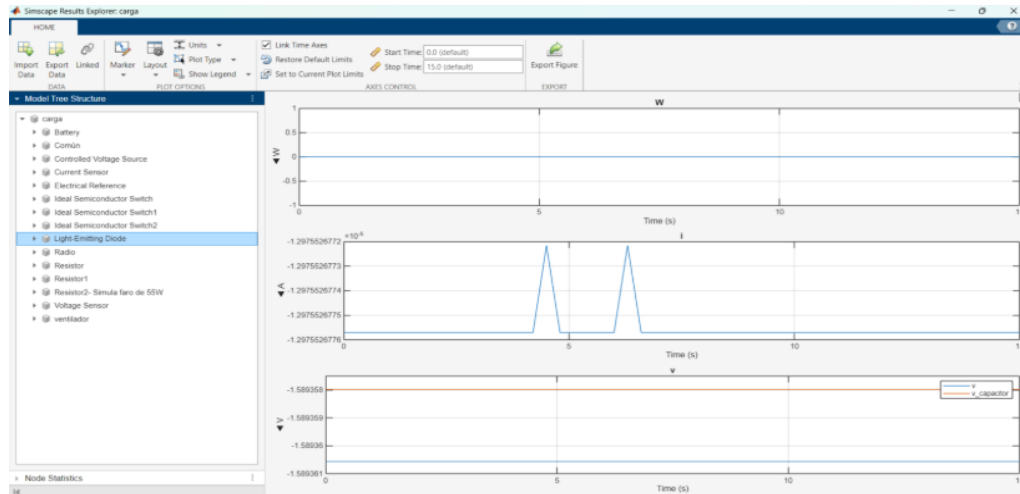 Simscape Results Explorer: carga
HOME
Import Data
Export Data
Linked
Marker
Layout
Units
Plot Type
Show Legend
Link Time Axes
Restore Default Limits
Set to Current Plot Limits
Start Time: 0.0 (default)
Stop Time: 15.0 (default)
Export Figure
DATA
PLOT OPTIONS
AXES CONTROL
EXPORT
Model Tree Structure
carga
Battery
Común
Controlled Voltage Source
Current Sensor
Electrical Reference
Ideal Semiconductor Switch
Ideal Semiconductor Switch1
Ideal Semiconductor Switch2
Light-Emitting Diode
Radio
Resistor
Resistor1
Resistor2- Simula faro de 55W
Voltage Sensor
ventilador
Node Statistics
W
1
0.5
0
-0.5
-1
W
0 5 10 1
Time (s)
i
-1.2975526772
-1.2975526773
-1.2975526774
-1.2975526775
-1.2975526776
A
0 5 10 1
Time (s)
v
-1.589358
-1.589359
-1.58936
-1.589361
V
v
v_capacitor
0 5 10 1
Time (s)